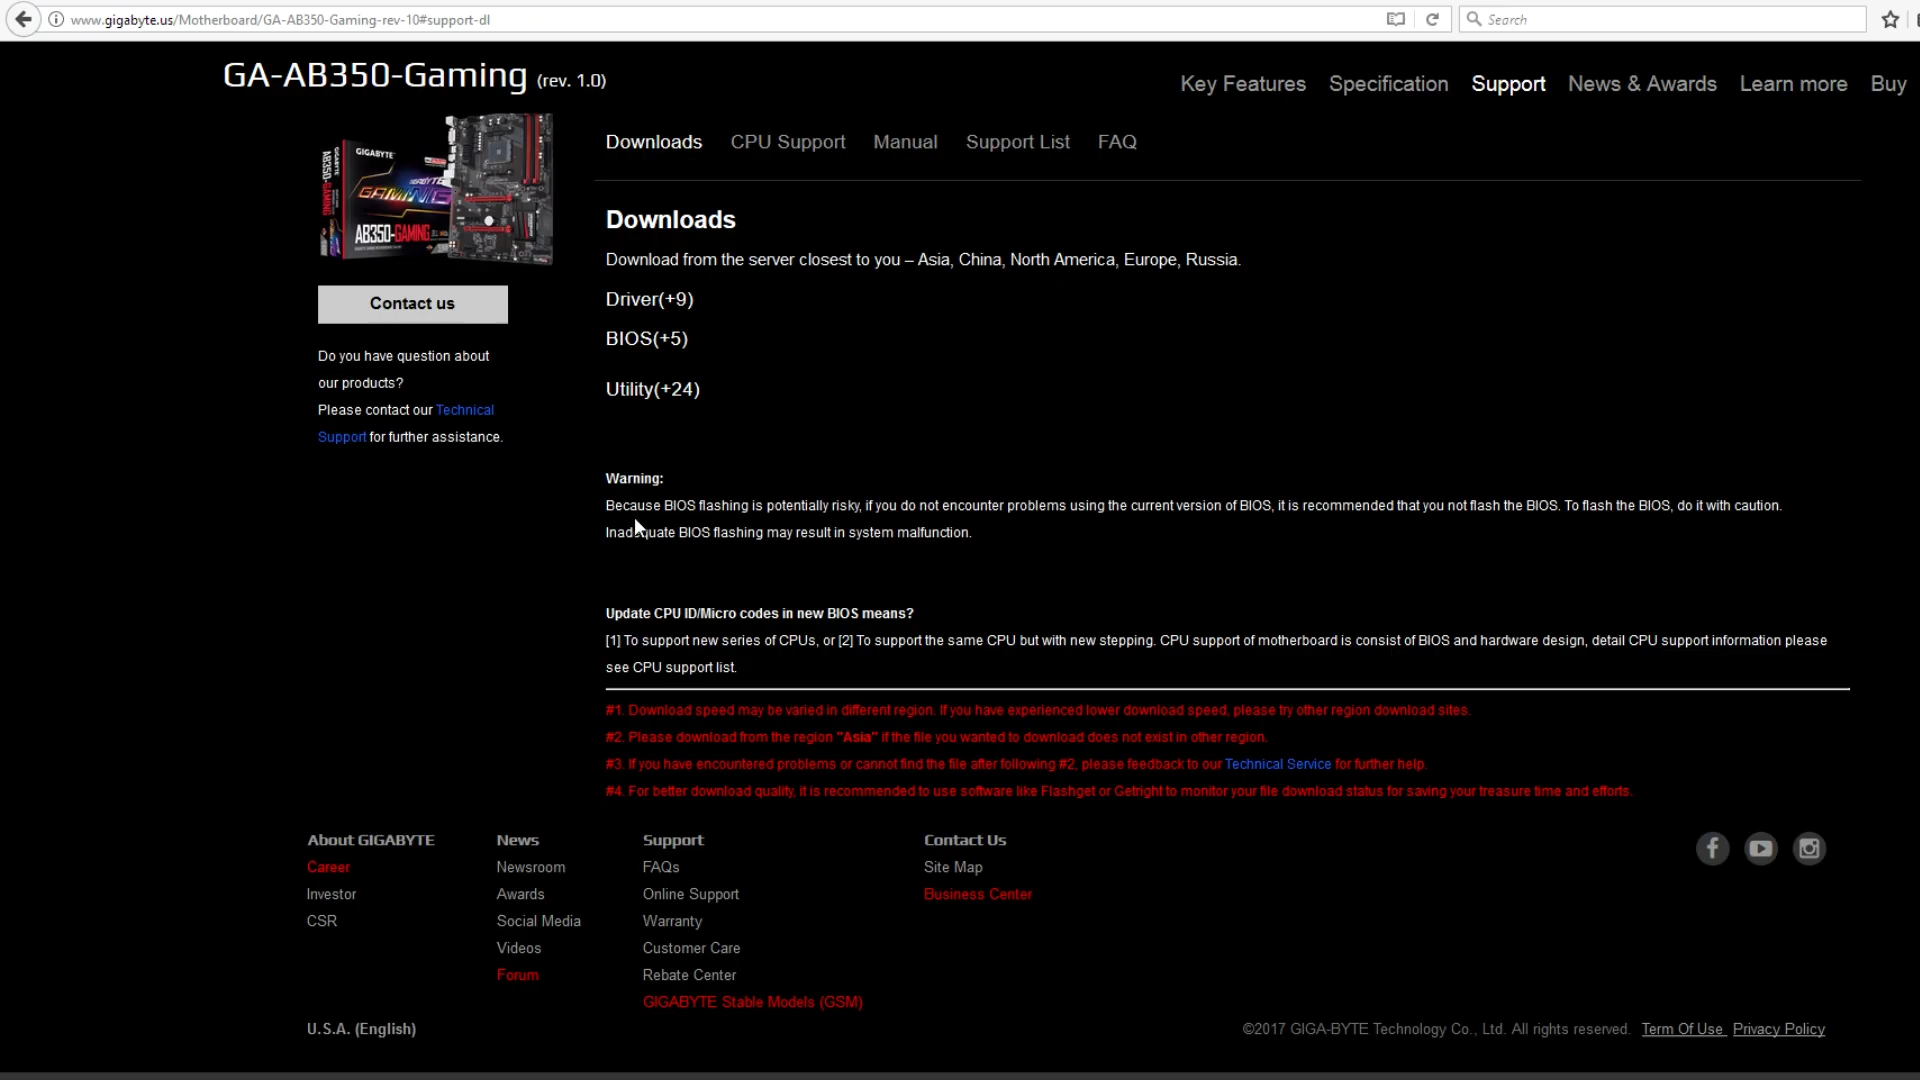 www.gigabyte.us/Motherboard/GA-AB350-Gaming-rev-10#support-dl
Search
GA-AB350-Gaming (rev. 1.0)
Key Features Specification Support News & Awards Learn more Buy
GIGABYTE
GAMING
AB350-GAMING
Downloads CPU Support Manual Support List FAQ
Downloads
Download from the server closest to you – Asia, China, North America, Europe, Russia.
Driver(+9)
BIOS(+5)
Utility(+24)
Contact us
Do you have question about
our products?
Please contact our Technical
Support for further assistance.
Warning:
Because BIOS flashing is potentially risky, if you do not encounter problems using the current version of BIOS, it is recommended that you not flash the BIOS. To flash the BIOS, do it with caution.
Inadequate BIOS flashing may result in system malfunction.
Update CPU ID/Micro codes in new BIOS means?
[1] To support new series of CPUs, or [2] To support the same CPU but with new stepping. CPU support of motherboard is consist of BIOS and hardware design, detail CPU support information please
see CPU support list.
#1. Download speed may be varied in different region. If you have experienced lower download speed, please try other region download sites.
#2. Please download from the region "Asia" if the file you wanted to download does not exist in other region.
#3. If you have encountered problems or cannot find the file after following #2, please feedback to our Technical Service for further help.
#4. For better download quality, it is recommended to use software like Flashget or Getright to monitor your file download status for saving your treasure time and efforts.
About GIGABYTE
Career
Investor
CSR
News
Newsroom
Awards
Social Media
Videos
Forum
Support
FAQs
Online Support
Warranty
Customer Care
Rebate Center
GIGABYTE Stable Models (GSM)
Contact Us
Site Map
Business Center
U.S.A. (English)
©2017 GIGA-BYTE Technology Co., Ltd. All rights reserved. Term Of Use Privacy Policy